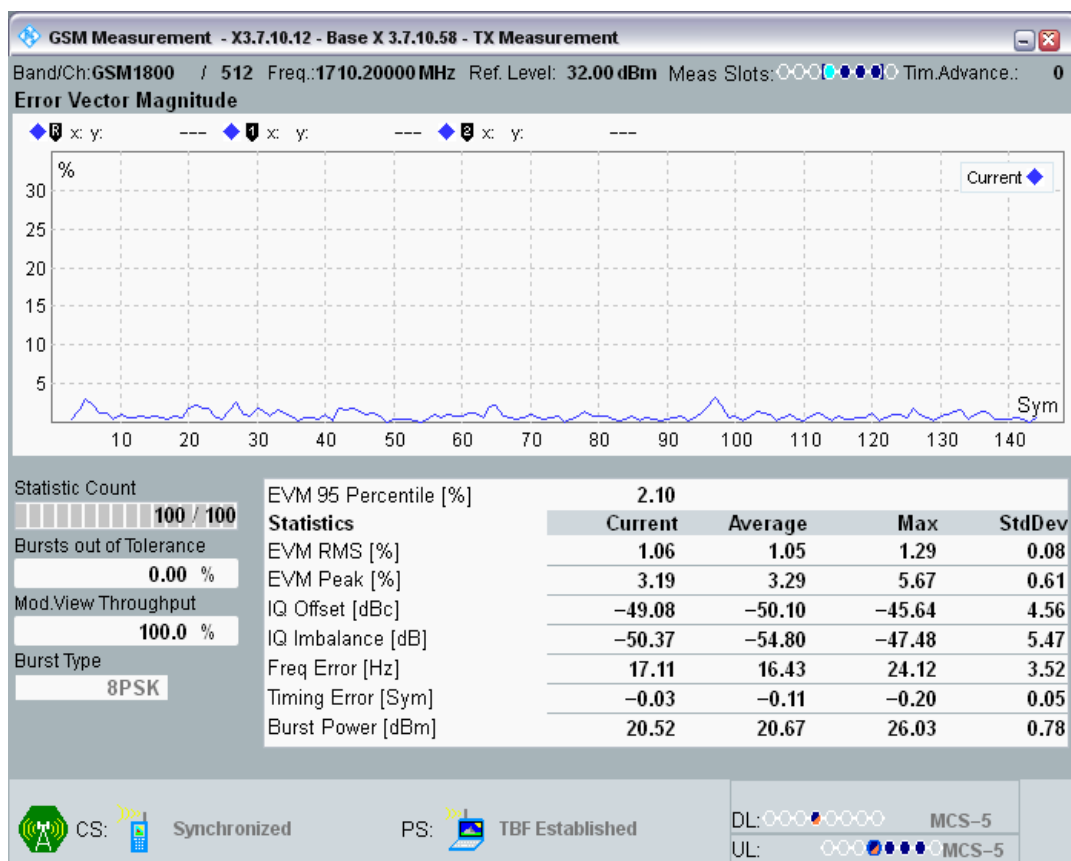 GSM Measurement - X3.7.10.12 - Base X 3.7.10.58 - TX Measurement
Band/Ch:GSM1800 / 512 Freq.:1710.20000 MHz Ref. Level: 32.00 dBm Meas Slots: Tim.Advance.: 0
Error Vector Magnitude
R x: y: --- 1 x: y: --- 2 x: y: ---
%
Current
30
25
20
15
10
5
Sym
10 20 30 40 50 60 70 80 90 100 110 120 130 140
Statistic Count
100 / 100
Bursts out of Tolerance
0.00 %
Mod.View Throughput
100.0 %
Burst Type
8PSK
EVM 95 Percentile [%] 2.10
Statistics Current Average Max StdDev
EVM RMS [%] 1.06 1.05 1.29 0.08
EVM Peak [%] 3.19 3.29 5.67 0.61
IQ Offset [dBc] −49.08 −50.10 −45.64 4.56
IQ Imbalance [dB] −50.37 −54.80 −47.48 5.47
Freq Error [Hz] 17.11 16.43 24.12 3.52
Timing Error [Sym] −0.03 −0.11 −0.20 0.05
Burst Power [dBm] 20.52 20.67 26.03 0.78
CS: Synchronized PS: TBF Established
DL: MCS−5
UL: MCS−5